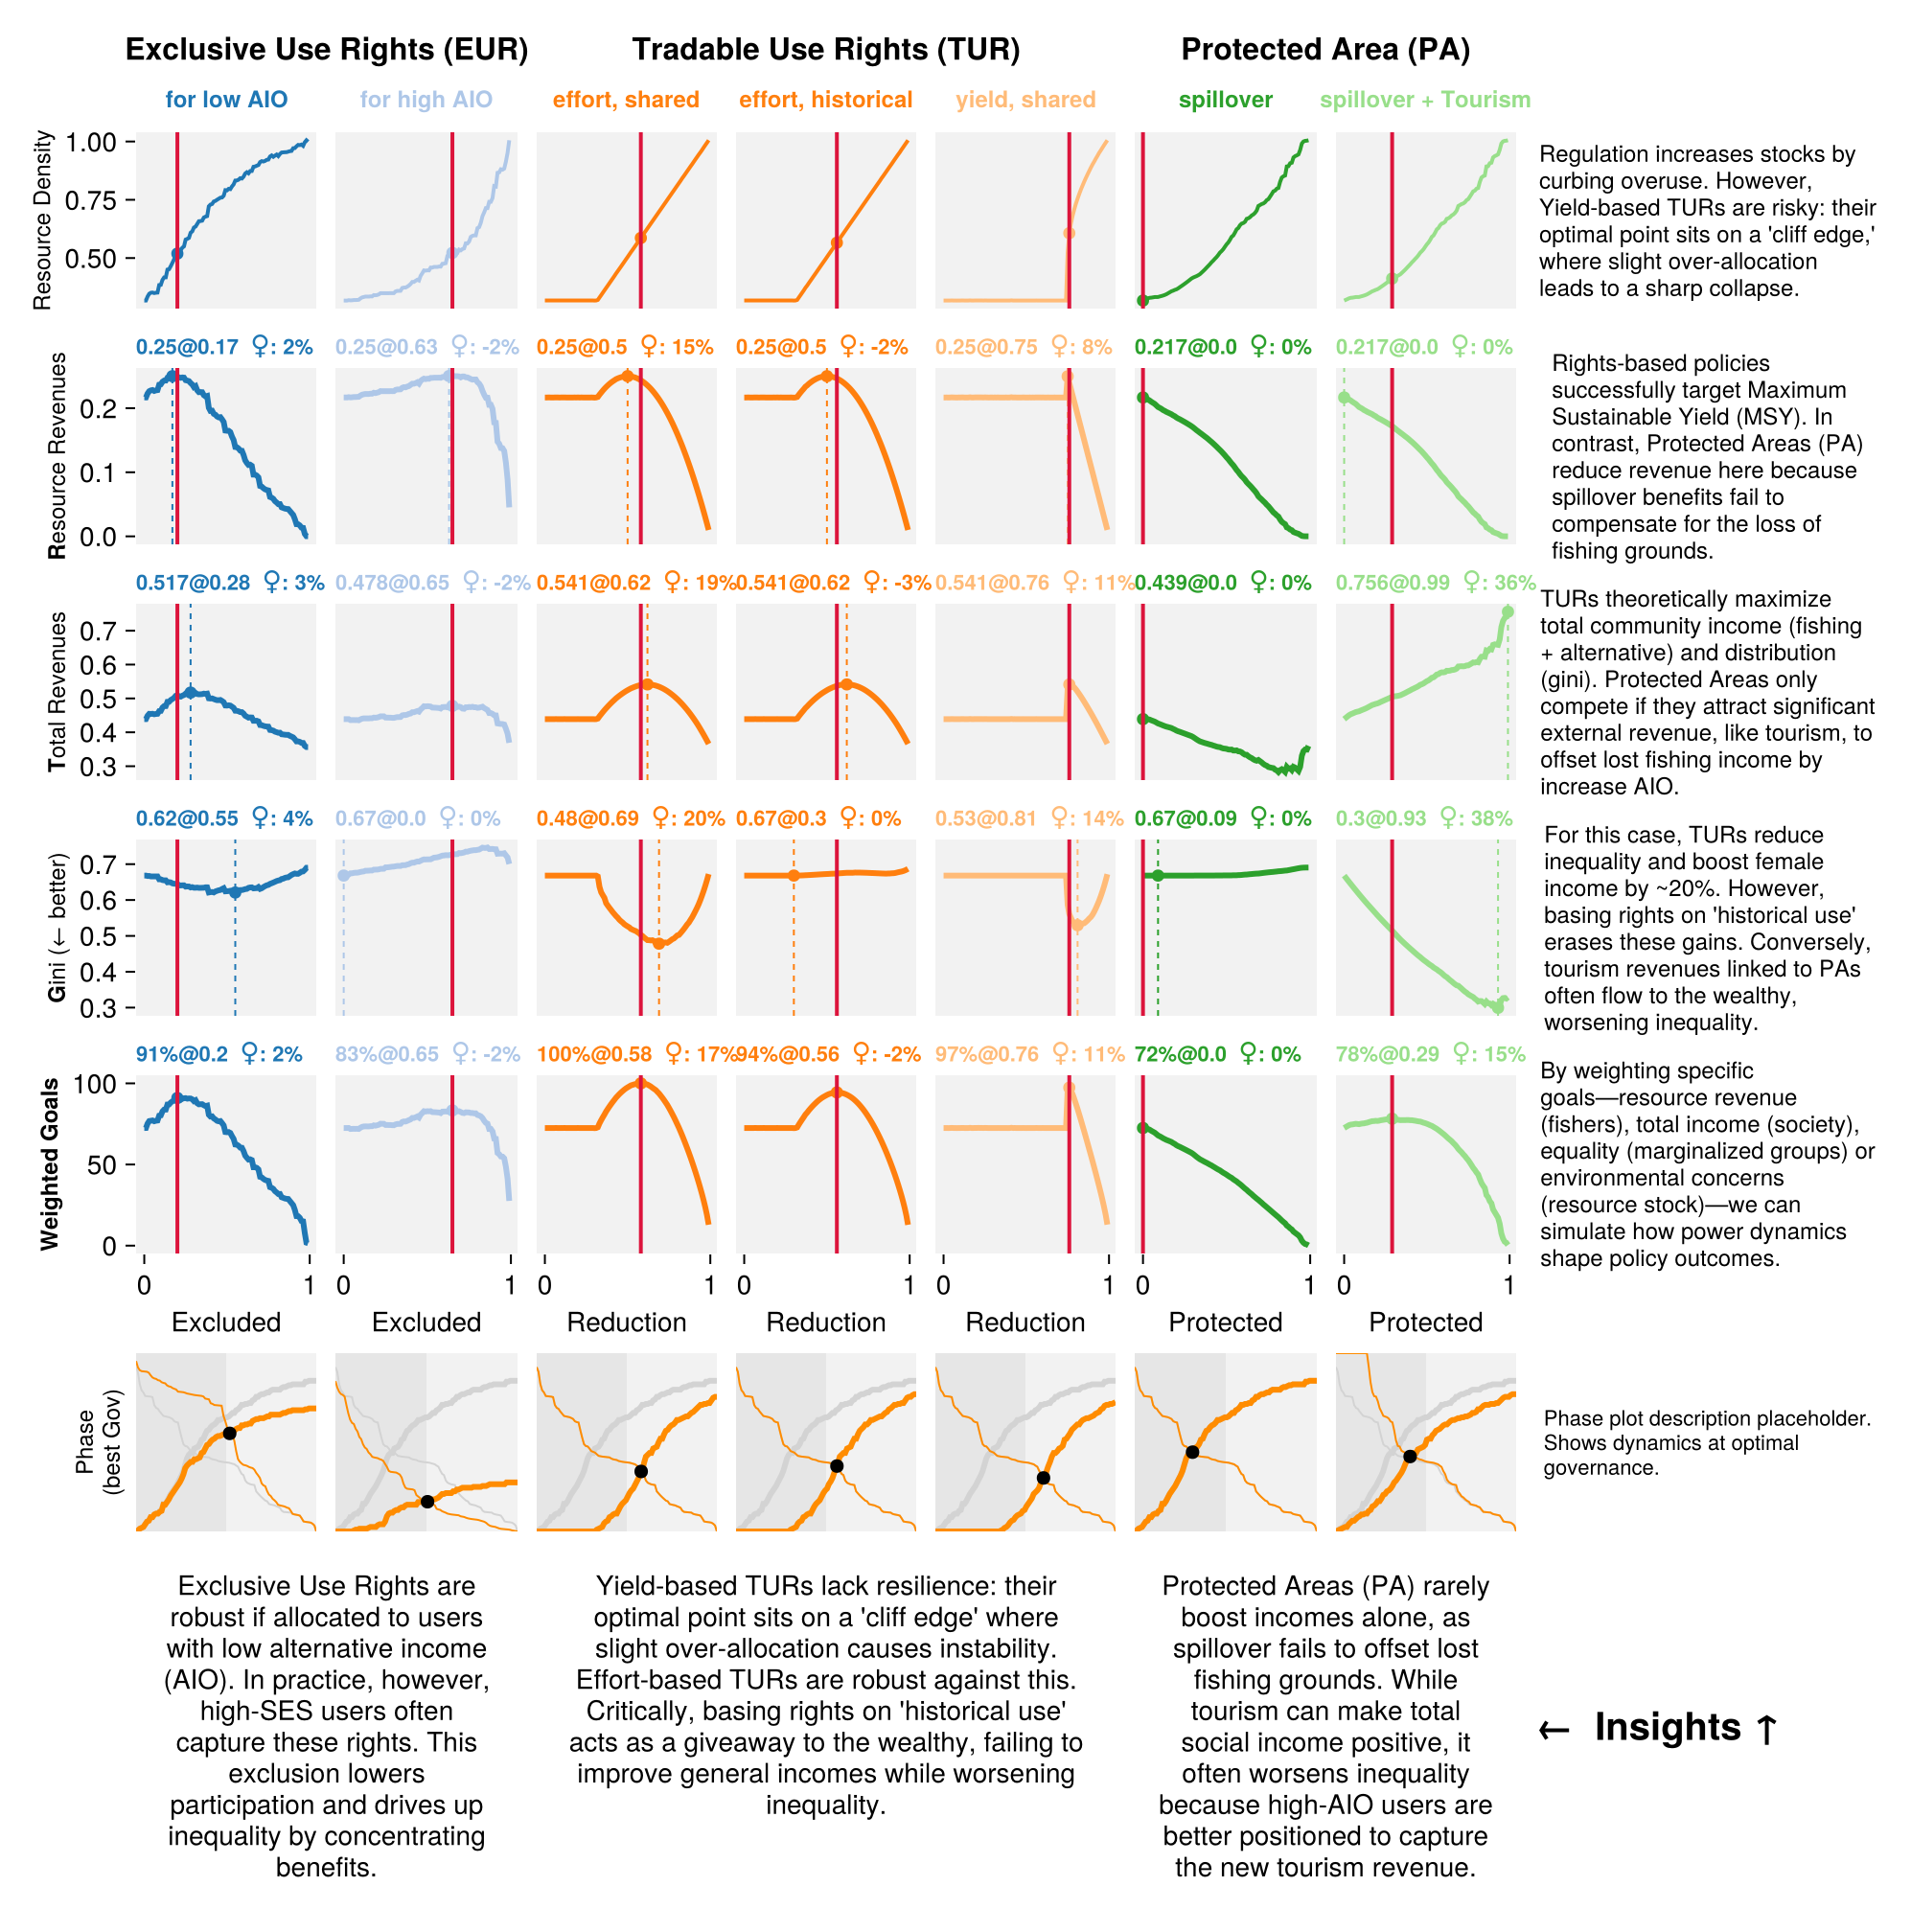 Exclusive Use Rights (EUR)
Tradable Use Rights (TUR)
Protected Area (PA)
for low AIO
for high AIO
effort, shared
effort, historical
yield, shared
spillover
spillover + Tourism
Resource Density
1.00
0.75
0.50
Regulation increases stocks by
curbing overuse. However,
Yield-based TURs are risky: their
optimal point sits on a 'cliff edge,'
where slight over-allocation
leads to a sharp collapse.
0.25@0.17 ♀: 2%
0.25@0.63 ♀: -2%
0.25@0.5 ♀: 15%
0.25@0.5 ♀: -2%
0.25@0.75 ♀: 8%
0.217@0.0 ♀: 0%
0.217@0.0 ♀: 0%
Resource Revenues
0.2
0.1
0.0
Rights-based policies
successfully target Maximum
Sustainable Yield (MSY). In
contrast, Protected Areas (PA)
reduce revenue here because
spillover benefits fail to
compensate for the loss of
fishing grounds.
0.517@0.28 ♀: 3%
0.478@0.65 ♀: -2%
0.541@0.62 ♀: 19%
0.541@0.62 ♀: -3%
0.541@0.76 ♀: 11%
0.439@0.0 ♀: 0%
0.756@0.99 ♀: 36%
Total Revenues
0.7
0.6
0.5
0.4
0.3
TURs theoretically maximize
total community income (fishing
+ alternative) and distribution
(gini). Protected Areas only
compete if they attract significant
external revenue, like tourism, to
offset lost fishing income by
increase AIO.
0.62@0.55 ♀: 4%
0.67@0.0 ♀: 0%
0.48@0.69 ♀: 20%
0.67@0.3 ♀: 0%
0.53@0.81 ♀: 14%
0.67@0.09 ♀: 0%
0.3@0.93 ♀: 38%
Gini (← better)
0.7
0.6
0.5
0.4
0.3
For this case, TURs reduce
inequality and boost female
income by ~20%. However,
basing rights on 'historical use'
erases these gains. Conversely,
tourism revenues linked to PAs
often flow to the wealthy,
worsening inequality.
91%@0.2 ♀: 2%
83%@0.65 ♀: -2%
100%@0.58 ♀: 17%
94%@0.56 ♀: -2%
97%@0.76 ♀: 11%
72%@0.0 ♀: 0%
78%@0.29 ♀: 15%
Weighted Goals
100
50
0
By weighting specific
goals—resource revenue
(fishers), total income (society),
equality (marginalized groups) or
environmental concerns
(resource stock)—we can
simulate how power dynamics
shape policy outcomes.
0 1
0 1
0 1
0 1
0 1
0 1
0 1
Excluded
Excluded
Reduction
Reduction
Reduction
Protected
Protected
Phase
(best Gov)
Phase plot description placeholder.
Shows dynamics at optimal
governance.
Exclusive Use Rights are
robust if allocated to users
with low alternative income
(AIO). In practice, however,
high-SES users often
capture these rights. This
exclusion lowers
participation and drives up
inequality by concentrating
benefits.
Yield-based TURs lack resilience: their
optimal point sits on a 'cliff edge' where
slight over-allocation causes instability.
Effort-based TURs are robust against this.
Critically, basing rights on 'historical use'
acts as a giveaway to the wealthy, failing to
improve general incomes while worsening
inequality.
Protected Areas (PA) rarely
boost incomes alone, as
spillover fails to offset lost
fishing grounds. While
tourism can make total
social income positive, it
often worsens inequality
because high-AIO users are
better positioned to capture
the new tourism revenue.
← Insights ↑